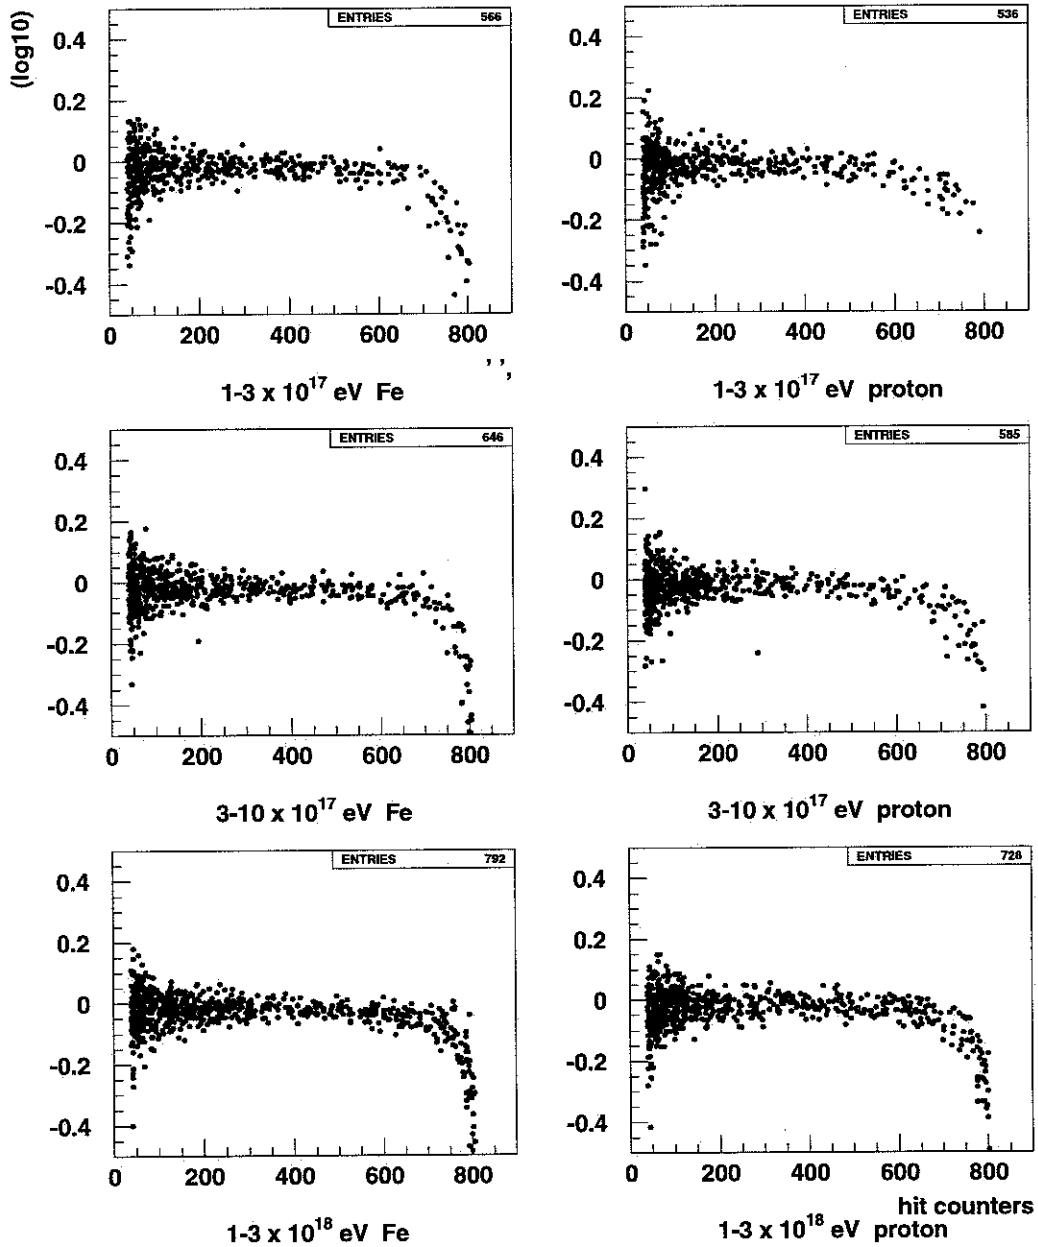 (log10)
ENTRIES 566
0.4
0.2
0
-0.2
-0.4
0 200 400 600 800
1-3 x 10^17 eV Fe
ENTRIES 536
0.4
0.2
0
-0.2
-0.4
0 200 400 600 800
1-3 x 10^17 eV proton
ENTRIES 646
0.4
0.2
0
-0.2
-0.4
0 200 400 600 800
3-10 x 10^17 eV Fe
ENTRIES 585
0.4
0.2
0
-0.2
-0.4
0 200 400 600 800
3-10 x 10^17 eV proton
ENTRIES 792
0.4
0.2
0
-0.2
-0.4
0 200 400 600 800
1-3 x 10^18 eV Fe
ENTRIES 728
0.4
0.2
0
-0.2
-0.4
0 200 400 600 800
hit counters
1-3 x 10^18 eV proton